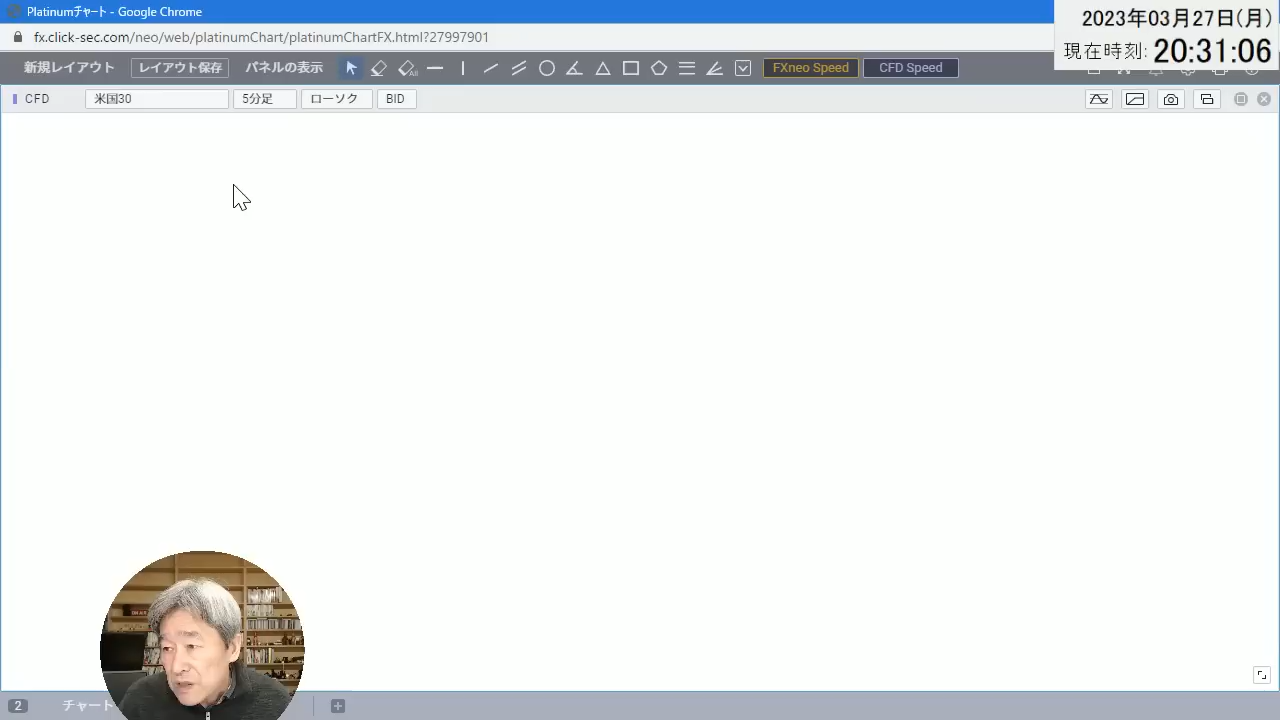 Platinumチャート - Google Chrome
2023年03月27日(月)
fx.click-sec.com/neo/web/platinumChart/platinumChartFX.html?27997901
現在時刻: 20:31:06
新規レイアウト レイアウト保存 パネルの表示 FXneo Speed CFD Speed
CFD 米国30 5分足 ローソク BID
ON AIR
2 チャート